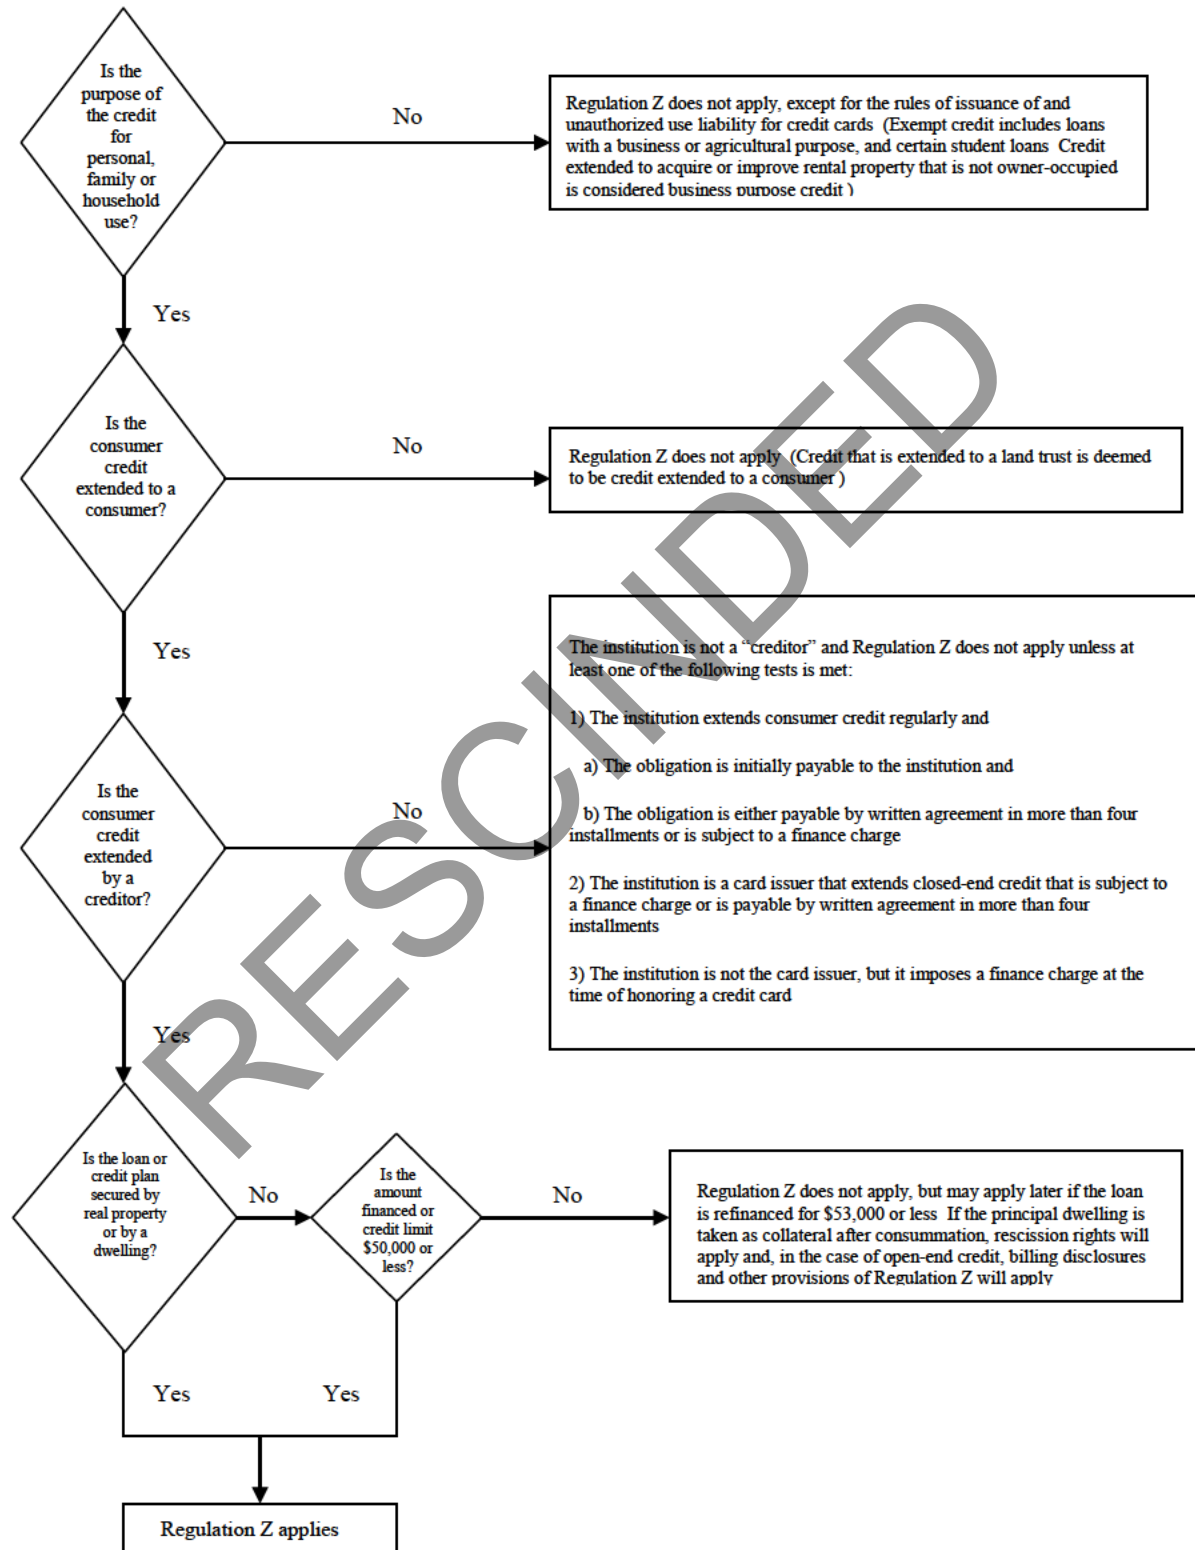 Is the
purpose of
the credit
for
personal,
family or
household
use?
No
Regulation Z does not apply, except for the rules of issuance of and
unauthorized use liability for credit cards (Exempt credit includes loans
with a business or agricultural purpose, and certain student loans Credit
extended to acquire or improve rental property that is not owner-occupied
is considered business purpose credit )
Yes
Is the
consumer
credit
extended to a
consumer?
No
Regulation Z does not apply (Credit that is extended to a land trust is deemed
to be credit extended to a consumer )
Yes
Is the
consumer
credit
extended
by a
creditor?
No
The institution is not a “creditor” and Regulation Z does not apply unless at
least one of the following tests is met:
1) The institution extends consumer credit regularly and
a) The obligation is initially payable to the institution and
b) The obligation is either payable by written agreement in more than four
installments or is subject to a finance charge
2) The institution is a card issuer that extends closed-end credit that is subject to
a finance charge or is payable by written agreement in more than four
installments
3) The institution is not the card issuer, but it imposes a finance charge at the
time of honoring a credit card
Yes
Is the loan or
credit plan
secured by
real property
or by a
dwelling?
No
Is the
amount
financed or
credit limit
$50,000 or
less?
No
Regulation Z does not apply, but may apply later if the loan
is refinanced for $53,000 or less If the principal dwelling is
taken as collateral after consummation, rescission rights will
apply and, in the case of open-end credit, billing disclosures
and other provisions of Regulation Z will apply
Yes
Yes
Regulation Z applies
RESCINDED